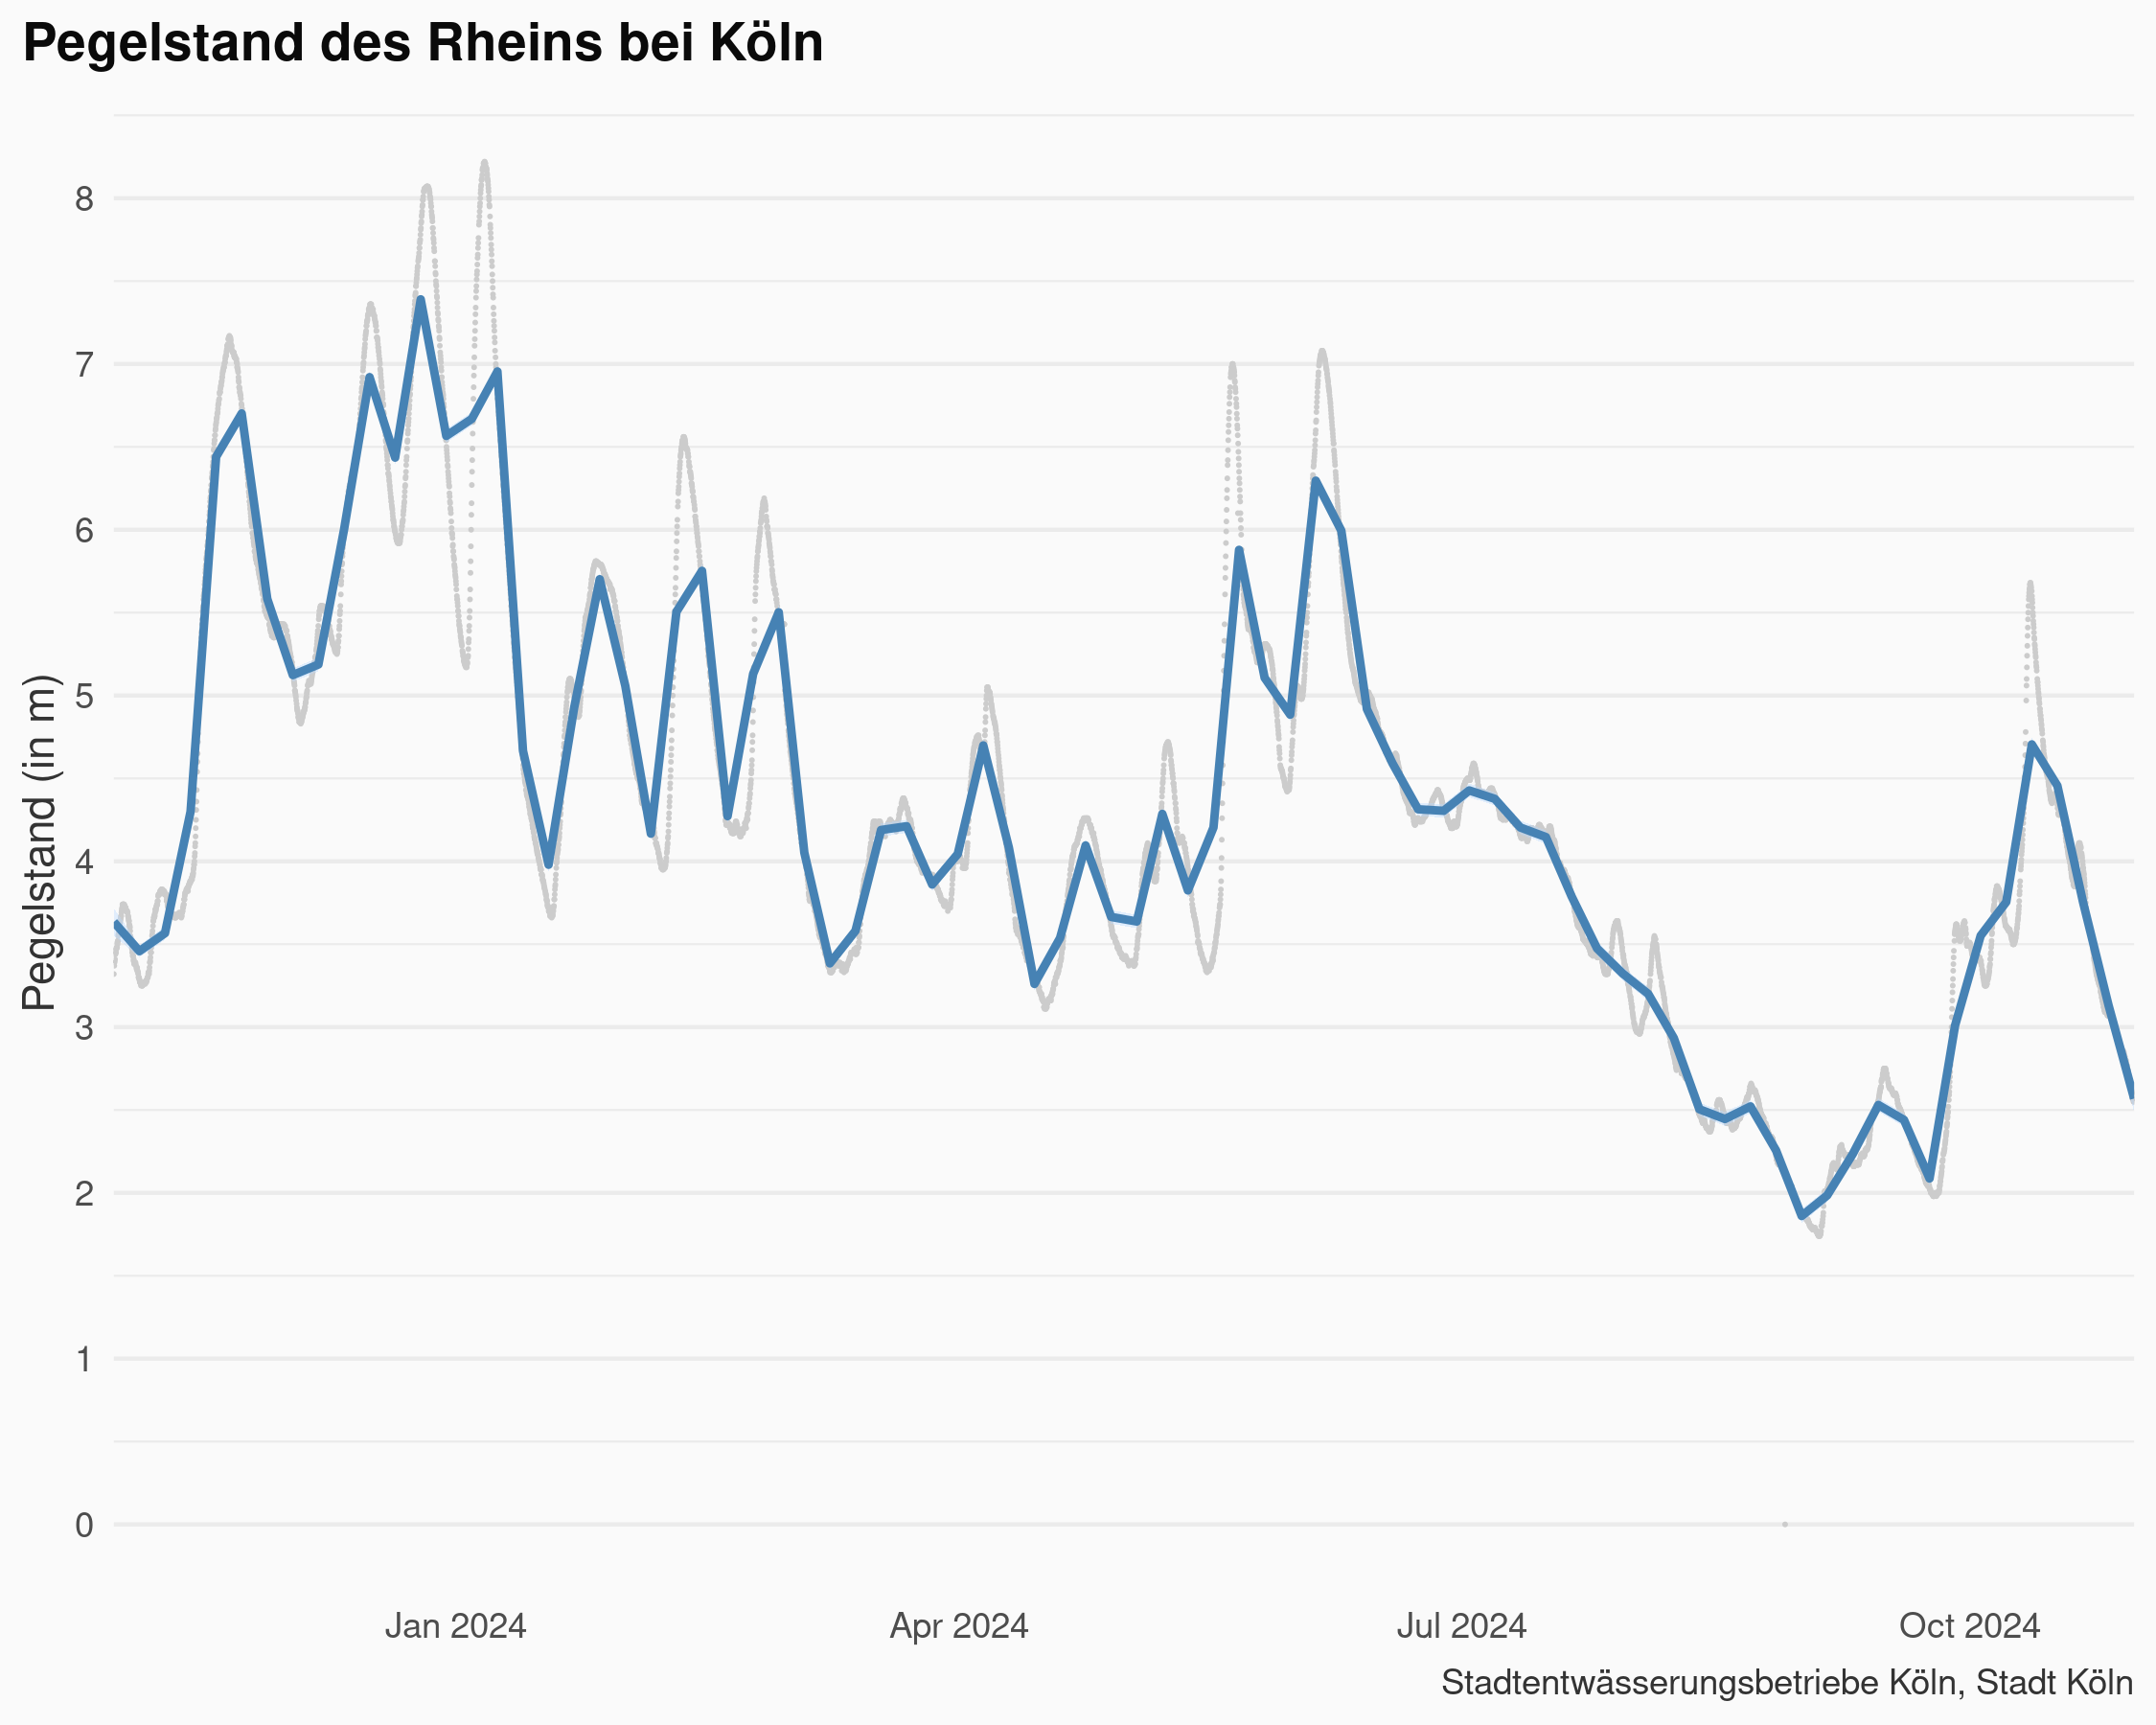 Pegelstand des Rheins bei Köln
Pegelstand (in m)
8
7
6
5
4
3
2
1
0
Jan 2024
Apr 2024
Jul 2024
Oct 2024
Stadtentwässerungsbetriebe Köln, Stadt Köln